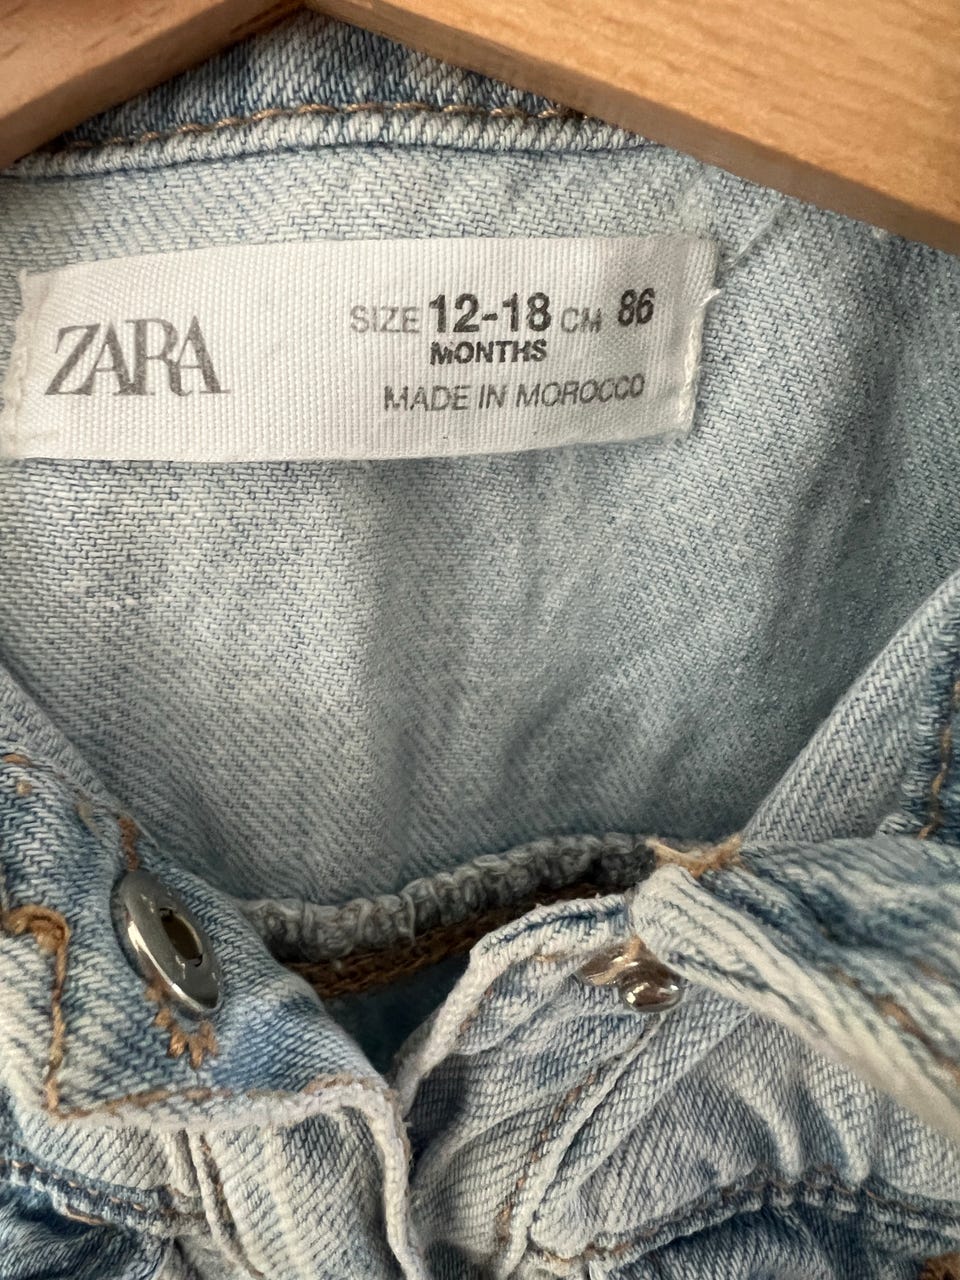 ZARA
SIZE 12-18 CM 86
MONTHS
MADE IN MOROCCO